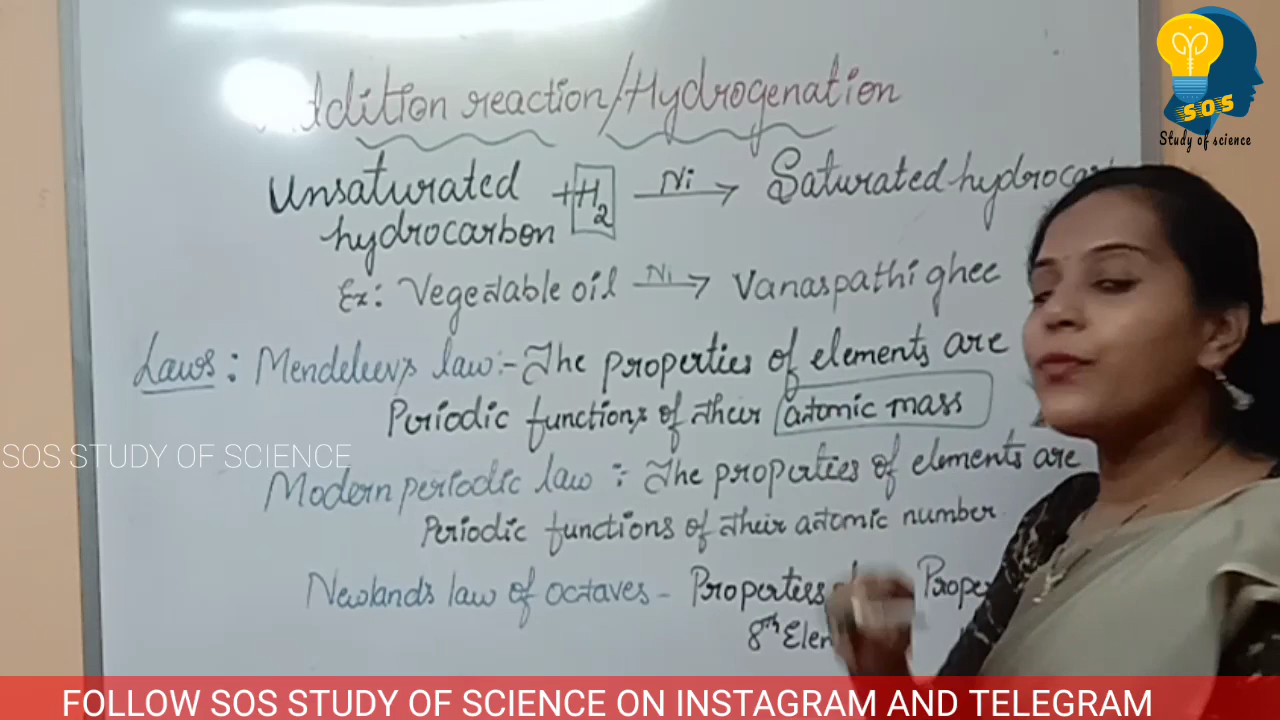 Addition reaction/Hydrogenation
Unsaturated hydrocarbon +H2 Ni → Saturated hydrocar
Ex: Vegetable oil Ni → Vanaspathi ghee
Laws: Mendeleev's law:- The properties of elements are
Periodic functions of their atomic mass
Modern periodic law : The properties of elements are
Periodic functions of their atomic number
Newlands law of octaves - Properties Prope
8th Elem
SOS
Study of science
SOS STUDY OF SCIENCE
FOLLOW SOS STUDY OF SCIENCE ON INSTAGRAM AND TELEGRAM